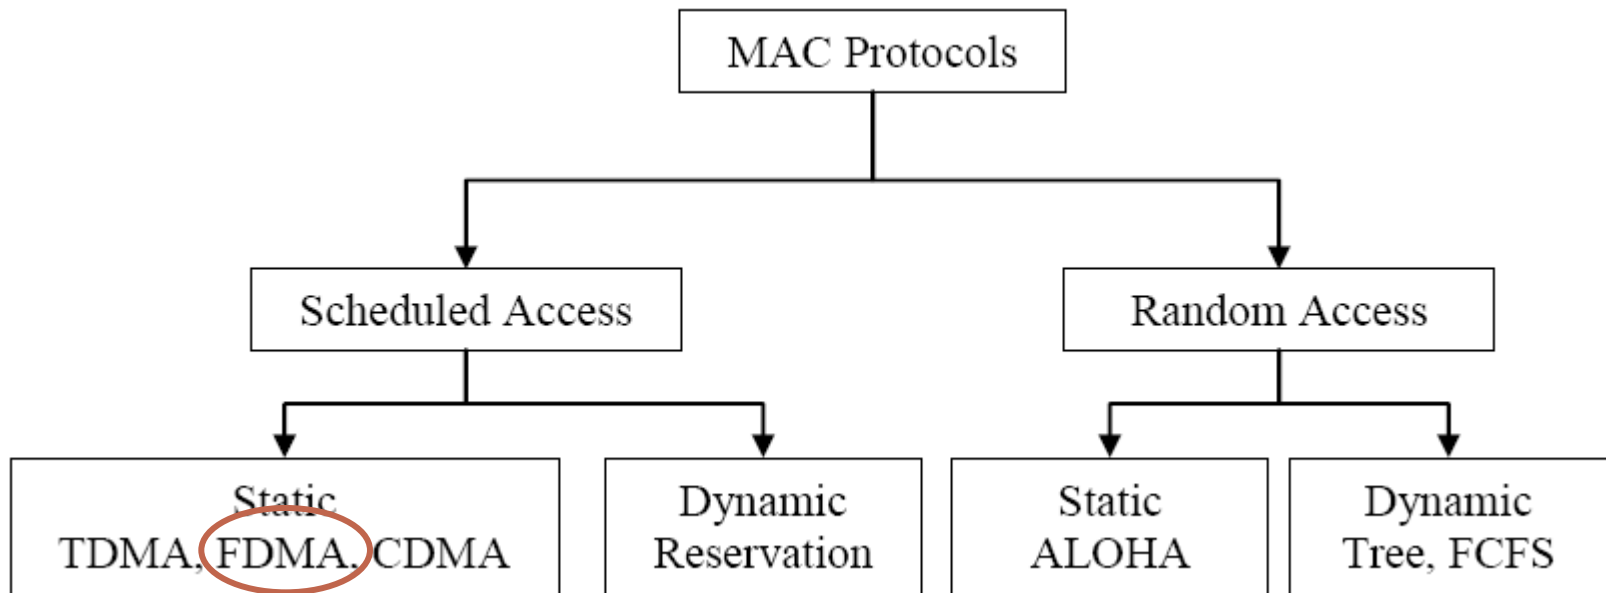 MAC Protocols
Scheduled Access
Random Access
Static
TDMA, FDMA, CDMA
Dynamic
Reservation
Static
ALOHA
Dynamic
Tree, FCFS